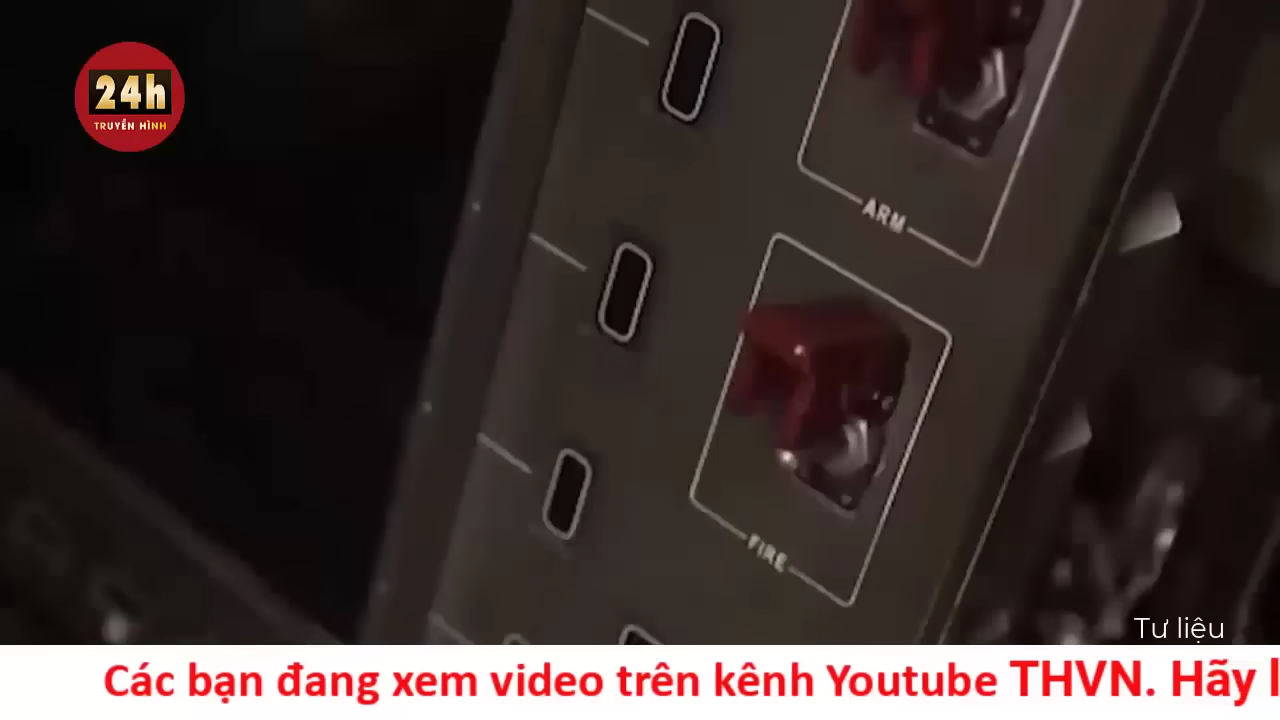 24h
TRUYỀN HÌNH
ARM
FIRE
Tư liệu
Các bạn đang xem video trên kênh Youtube THVN. Hãy l